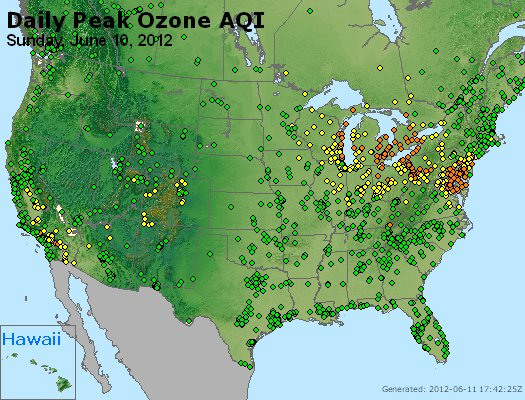 Daily Peak Ozone AQI
Sunday, June 10, 2012
Hawaii
Generated: 2012-06-11 17:42:25Z